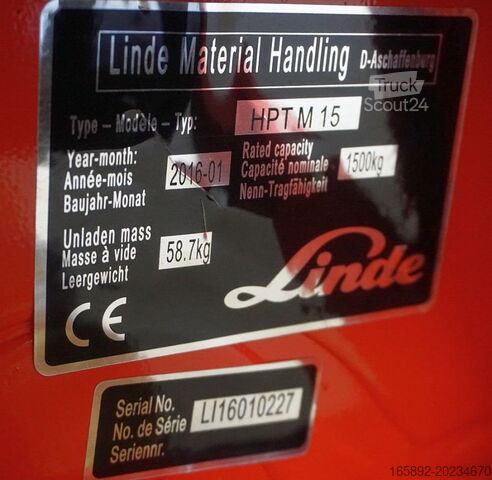 Linde Material Handling D-Aschaffenburg
Truck
Scout24
Type - Modele - Typ: HPT M 15
Year-month:
Année-mois 2016-01
Baujahr-Monat
Rated capacity
Capacité nominale 1500kg
Nenn-Tragfähigkeit
Unladen mass
Masse à vide 58.7kg
Leergewicht
Linde
CE
Serial No.
No. de Série LI16010227
Seriennr.
165892-20234670